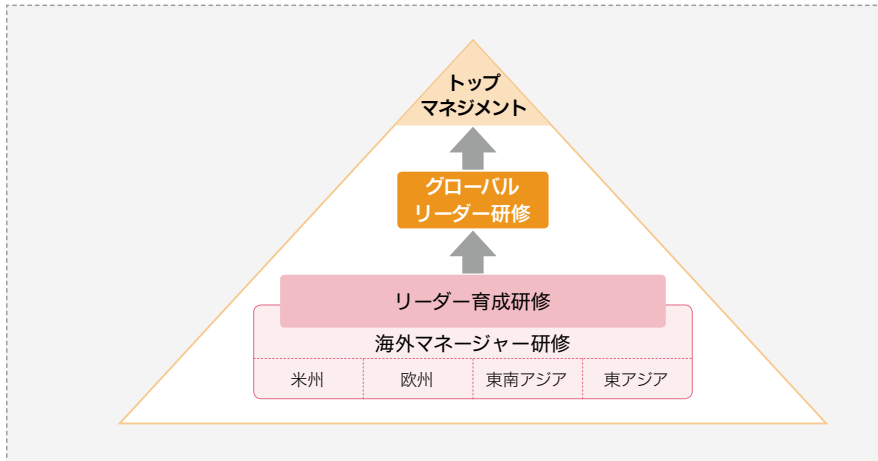 トップ
マネジメント
グローバル
リーダー研修
リーダー育成研修
海外マネージャー研修
米州
欧州
東南アジア
東アジア